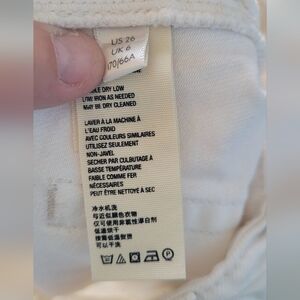 US 26
UK 6
170/66A
BLE DRY LOW
IRON AS NEEDED
MAY BE DRY CLEANED
LAVER À LA MACHINE À
L'EAU FROID
AVEC COULEURS SIMILAIRES
UTILISEZ SEULEMENT
NON-JAVEL
SECHER PAR CULBUTAGE À
BASSE TEMPÉRATURE
FAIBLE COMME FER
NÉCESSAIRES
PEUT ÊTRE NETTOYÉ A SEC
冷水机洗
与近似颜色衣物
仅可使用非氯性漂白剂
低温烘干
按需低温熨烫
可以干洗